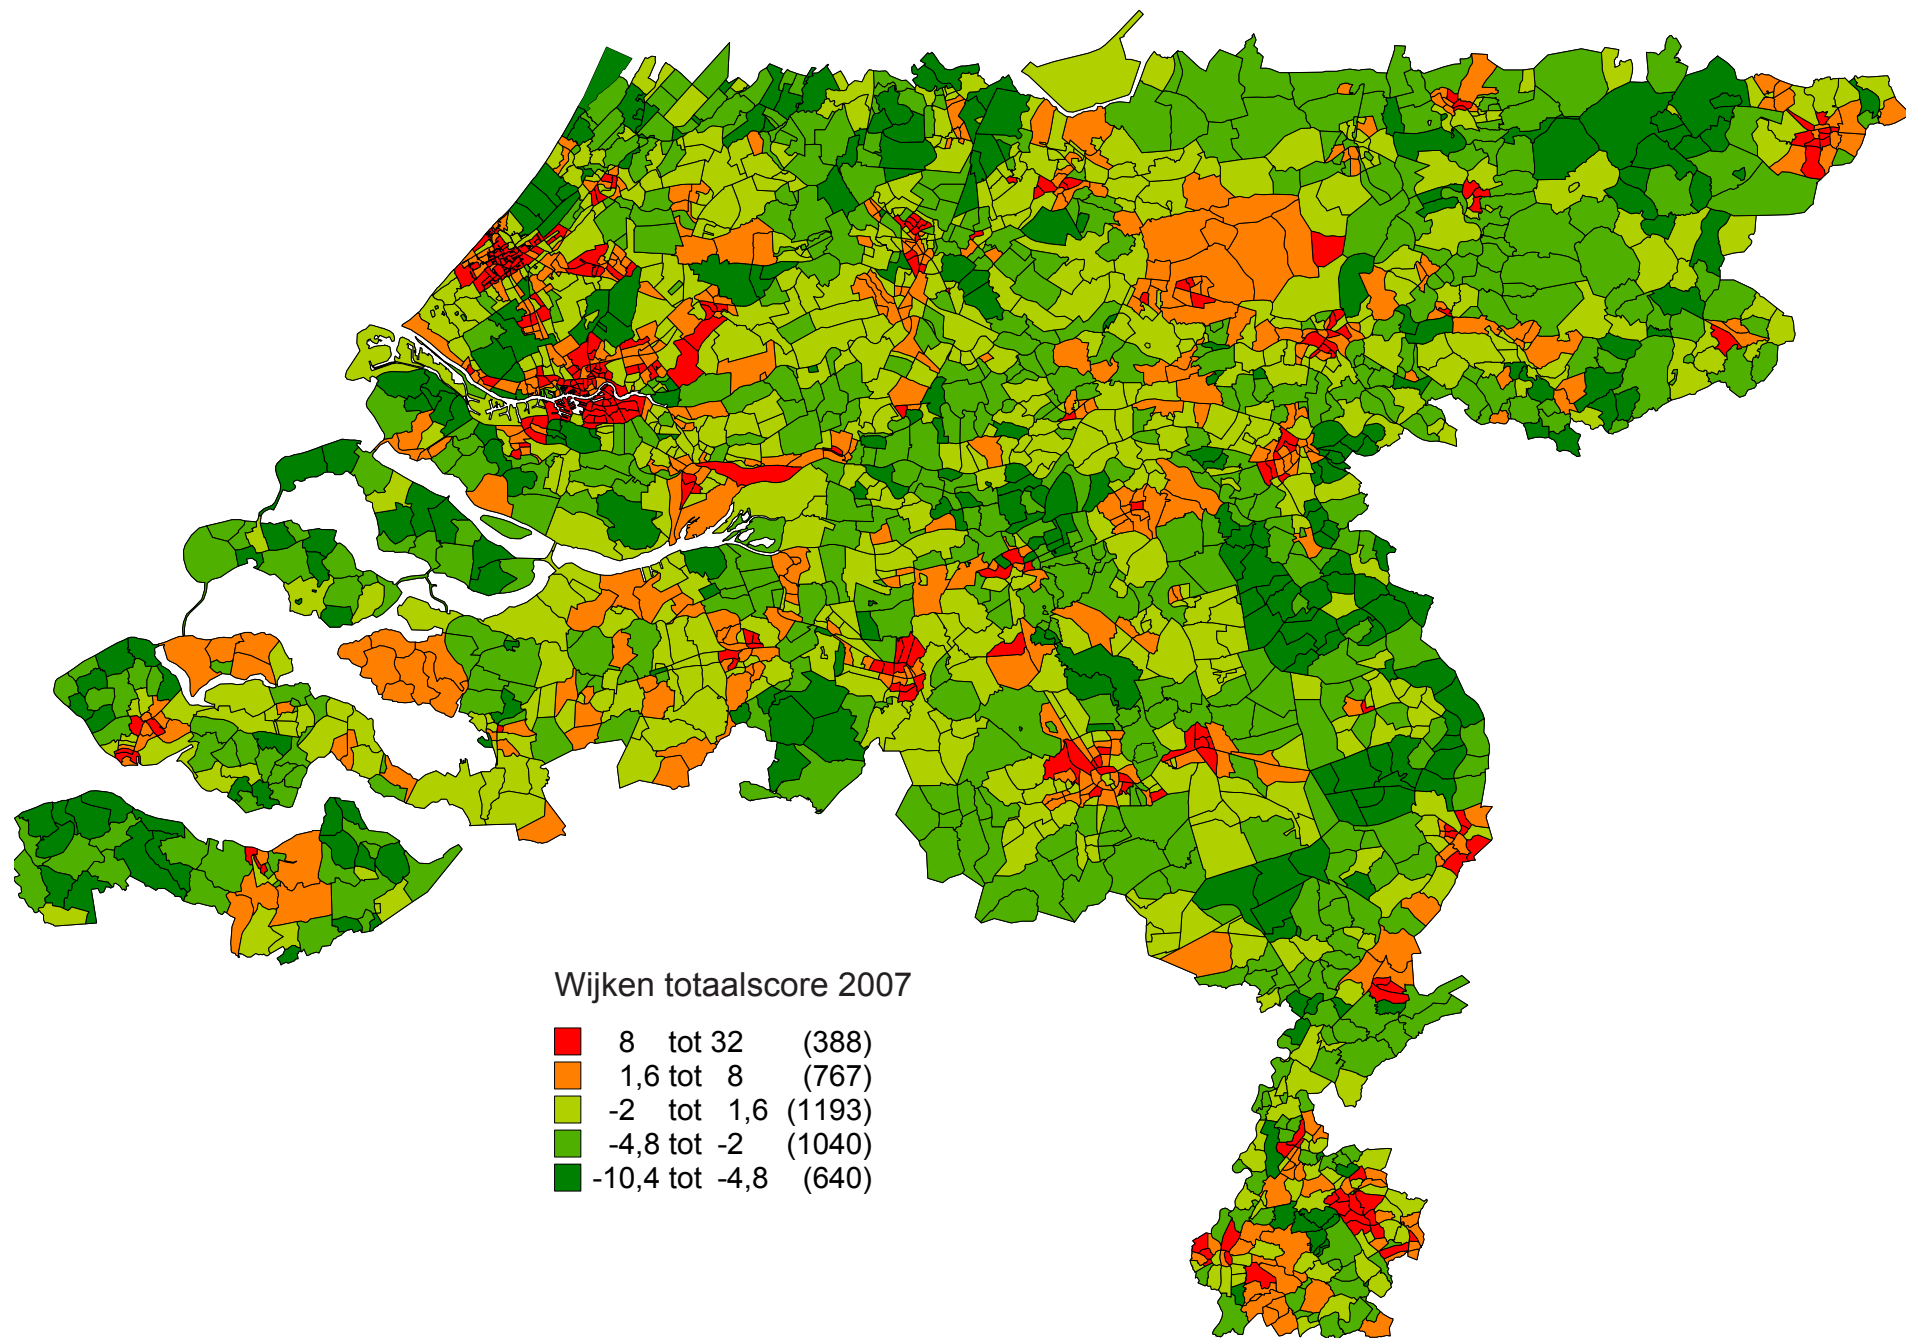 Wijken totaalscore 2007
8 tot 32 (388)
1,6 tot 8 (767)
-2 tot 1,6 (1193)
-4,8 tot -2 (1040)
-10,4 tot -4,8 (640)